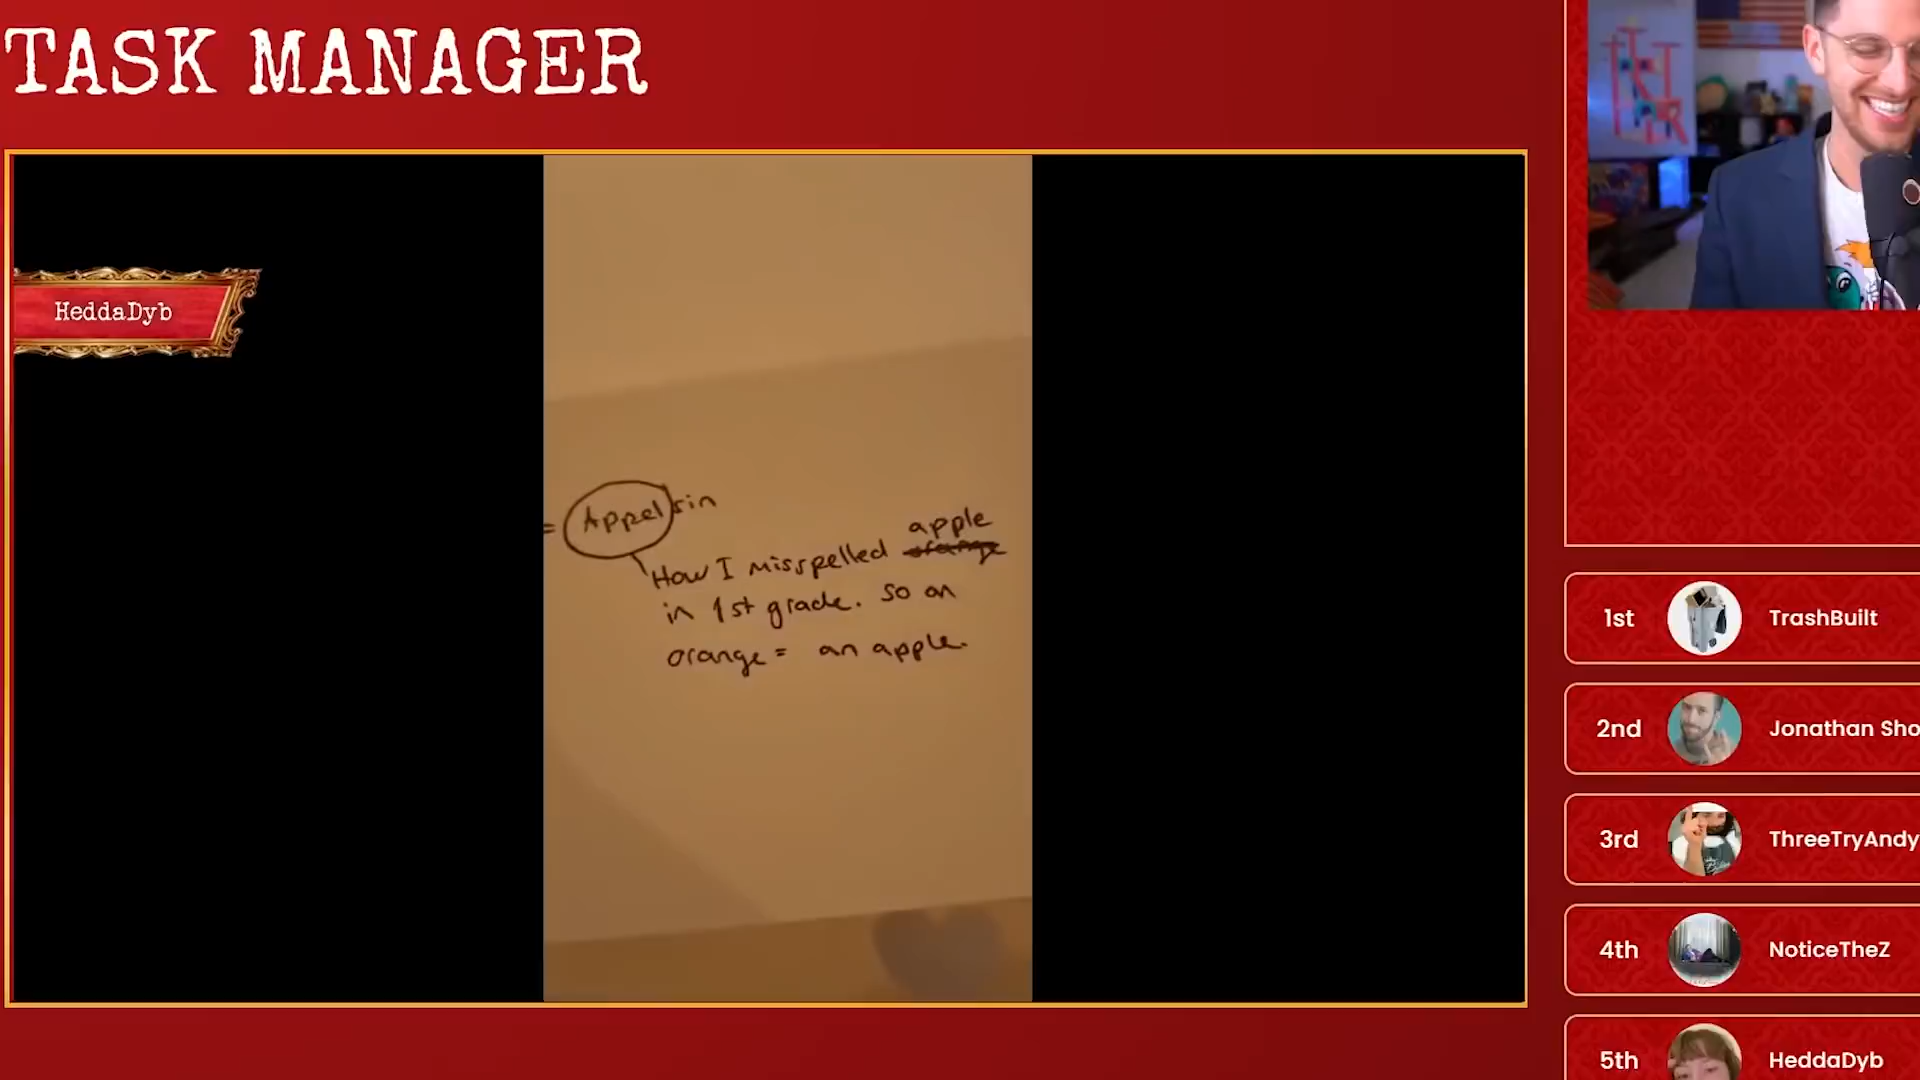 TASK MANAGER
HeddaDyb
= Appelsin
apple
How I misspelled orange
in 1st grade. so an
orange = an apple.
1st TrashBuilt
2nd Jonathan Sho
3rd ThreeTryAndy
4th NoticeTheZ
5th HeddaDyb